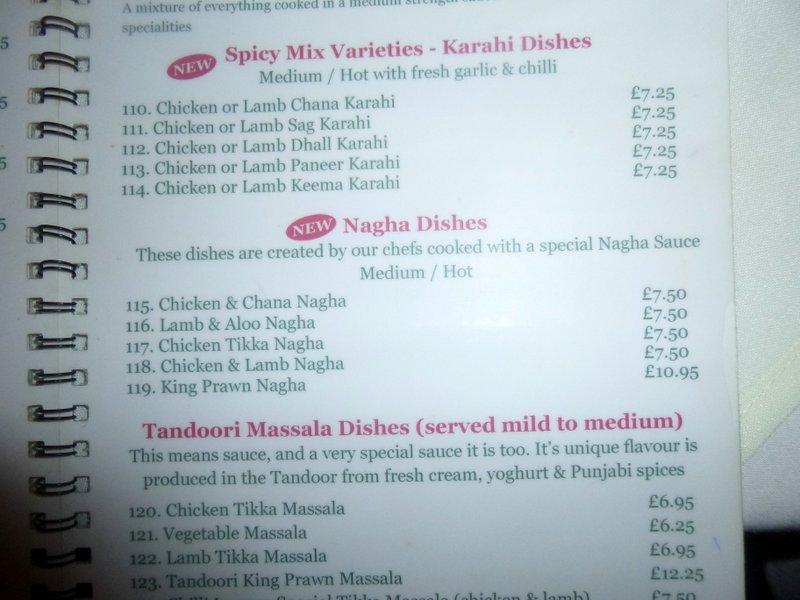 A mixture of everything cooked in a medium strength
specialities
NEW Spicy Mix Varieties - Karahi Dishes
Medium / Hot with fresh garlic & chilli
110. Chicken or Lamb Chana Karahi £7.25
111. Chicken or Lamb Sag Karahi £7.25
112. Chicken or Lamb Dhall Karahi £7.25
113. Chicken or Lamb Paneer Karahi £7.25
114. Chicken or Lamb Keema Karahi £7.25
NEW Nagha Dishes
These dishes are created by our chefs cooked with a special Nagha Sauce
Medium / Hot
115. Chicken & Chana Nagha £7.50
116. Lamb & Aloo Nagha £7.50
117. Chicken Tikka Nagha £7.50
118. Chicken & Lamb Nagha £7.50
119. King Prawn Nagha £10.95
Tandoori Massala Dishes (served mild to medium)
This means sauce, and a very special sauce it is too. It's unique flavour is
produced in the Tandoor from fresh cream, yoghurt & Punjabi spices
120. Chicken Tikka Massala £6.95
121. Vegetable Massala £6.25
122. Lamb Tikka Massala £6.95
123. Tandoori King Prawn Massala £12.25
Special Tikka Massala (chicken & lamb) £7.50